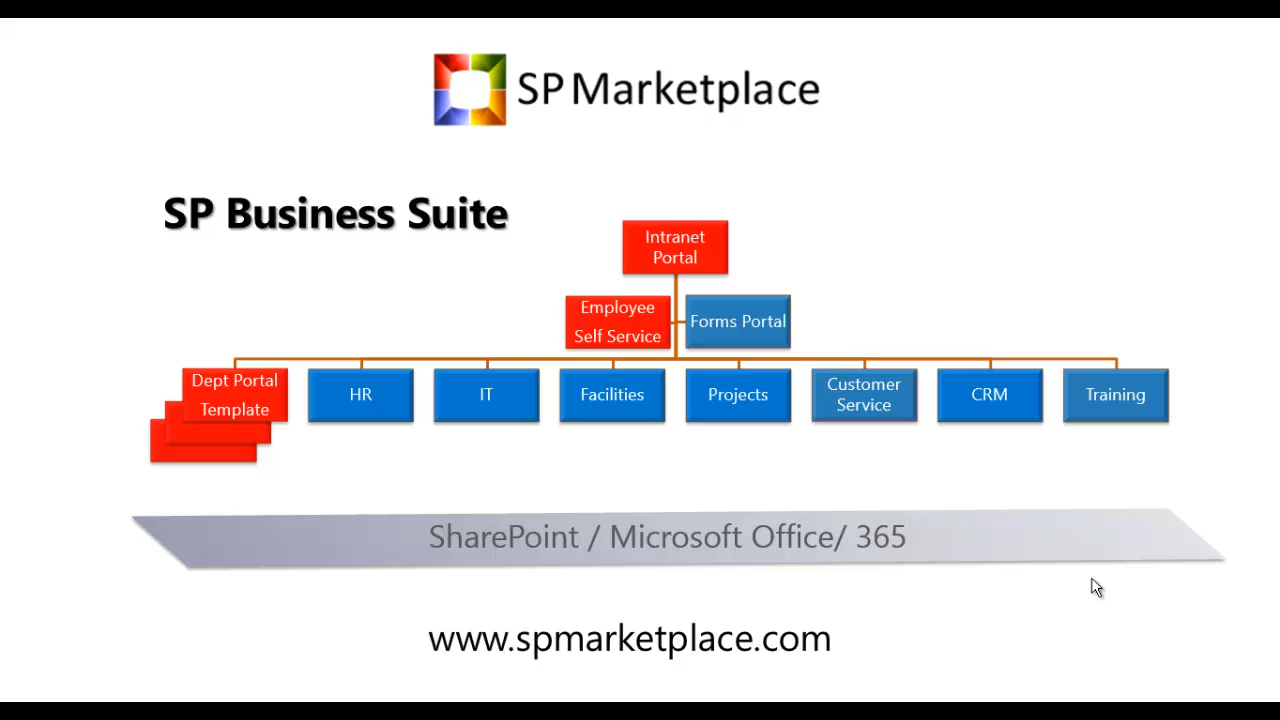 SP Marketplace
SP Business Suite
Intranet
Portal
Employee
Self Service
Forms Portal
Dept Portal
Template
HR
IT
Facilities
Projects
Customer
Service
CRM
Training
SharePoint / Microsoft Office/ 365
www.spmarketplace.com